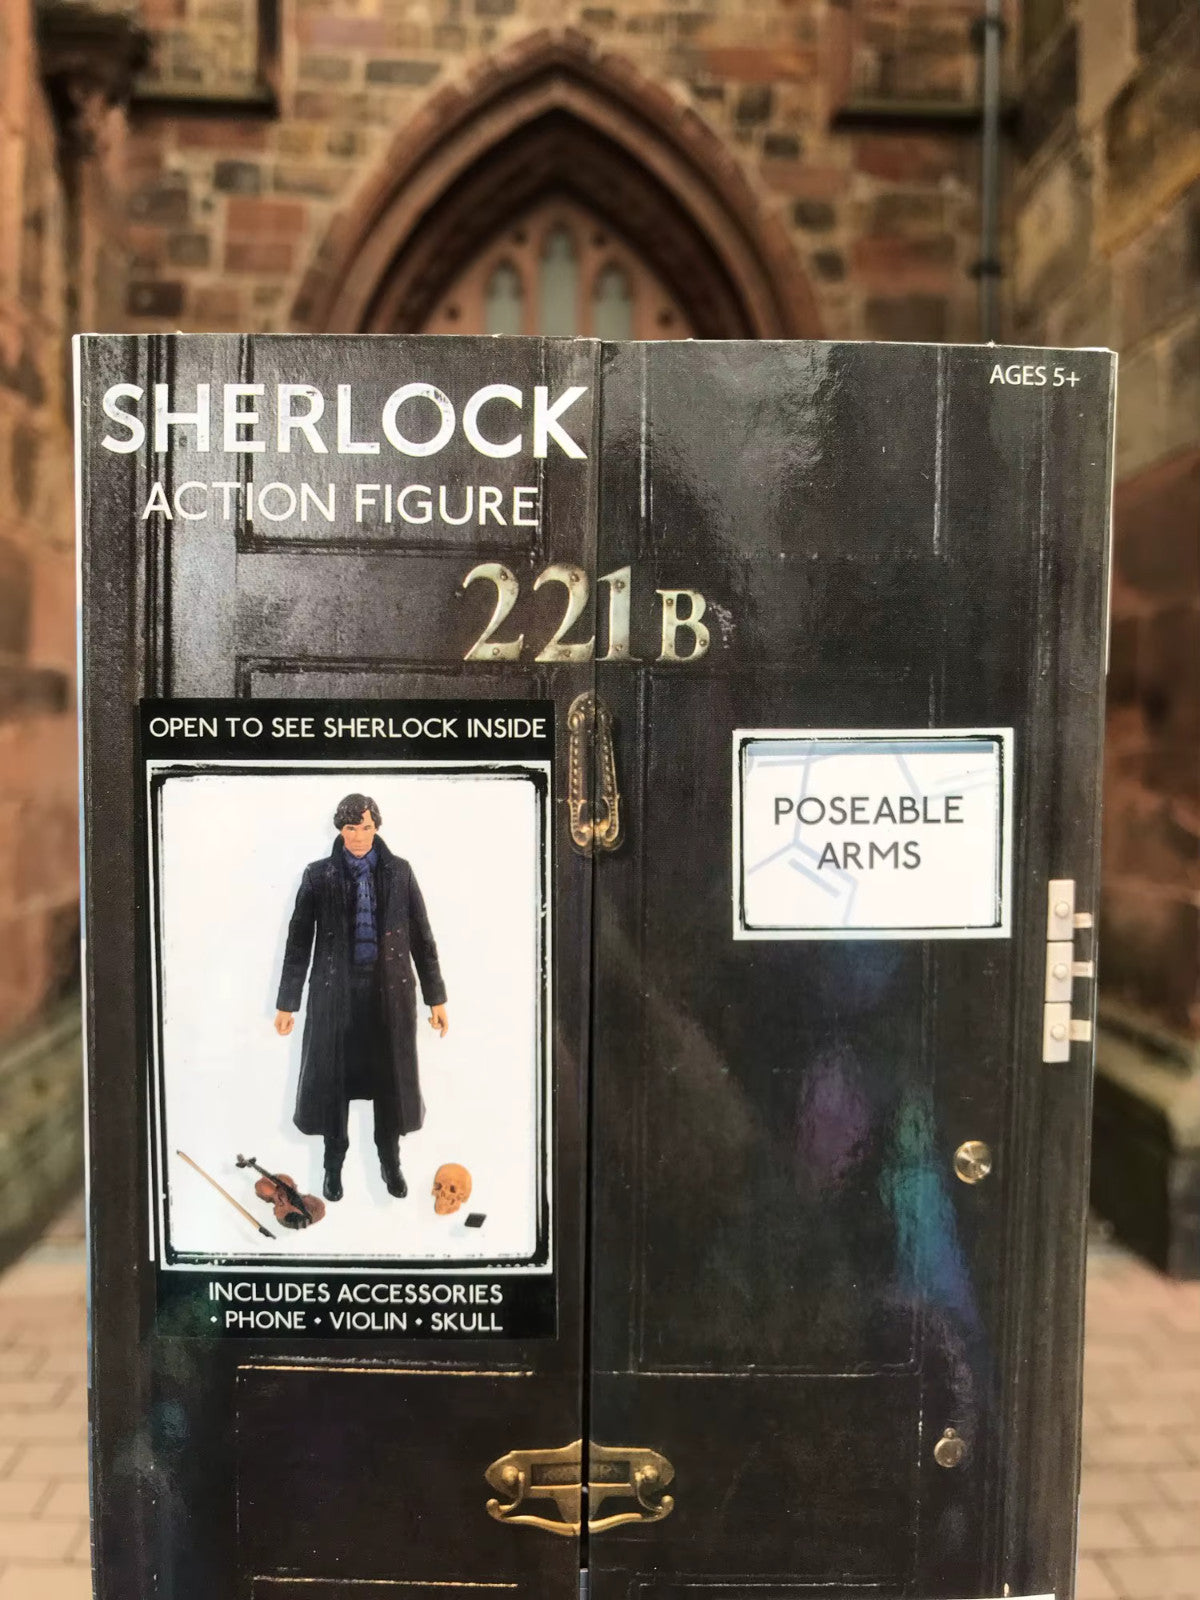 SHERLOCK
ACTION FIGURE
AGES 5+
221B
OPEN TO SEE SHERLOCK INSIDE
POSEABLE
ARMS
INCLUDES ACCESSORIES
• PHONE • VIOLIN • SKULL